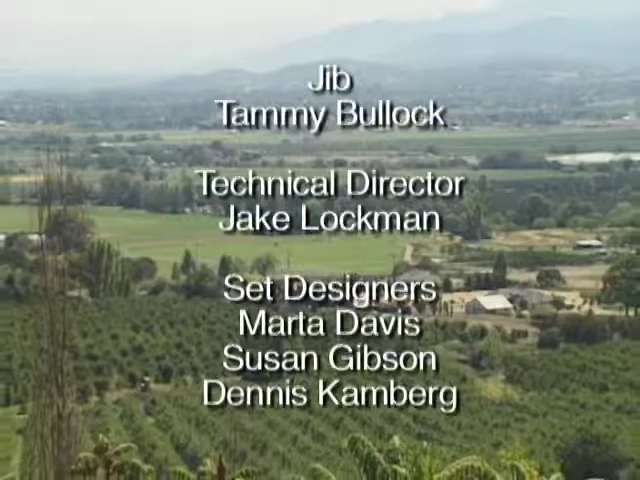 Jib
Tammy Bullock
Technical Director
Jake Lockman
Set Designers
Marta Davis
Susan Gibson
Dennis Kamberg